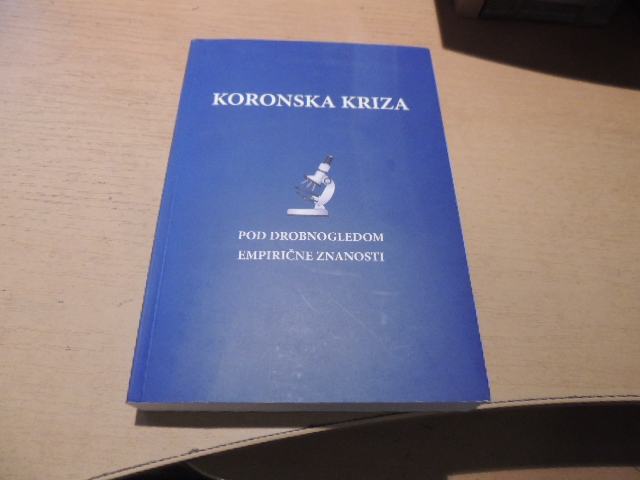 KORONSKA KRIZA
POD DROBNOGLEDOM
EMPIRIČNE ZNANOSTI